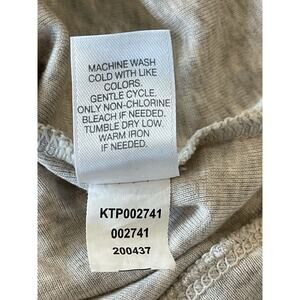 MACHINE WASH
COLD WITH LIKE
COLORS.
GENTLE CYCLE.
ONLY NON-CHLORINE
BLEACH IF NEEDED.
TUMBLE DRY LOW.
WARM IRON
IF NEEDED.
KTP002741
002741
200437